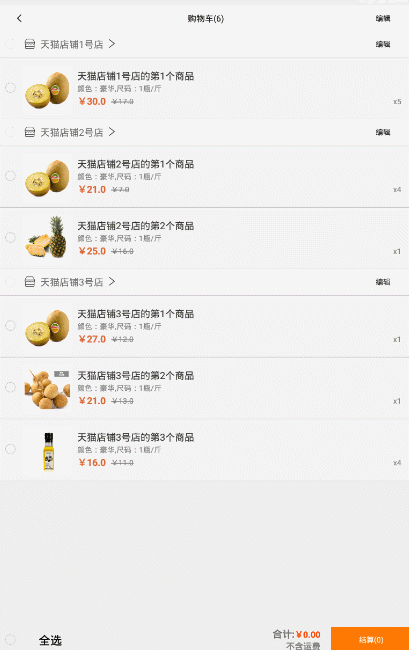 购物车(6)
编辑
天猫店铺1号店
编辑
天猫店铺1号店的第1个商品
颜色：豪华,尺码：1瓶/斤
￥30.0 ￥17.0
x5
天猫店铺2号店
编辑
天猫店铺2号店的第1个商品
颜色：豪华,尺码：1瓶/斤
￥21.0 ￥7.0
x4
天猫店铺2号店的第2个商品
颜色：豪华,尺码：1瓶/斤
￥25.0 ￥16.0
x1
天猫店铺3号店
编辑
天猫店铺3号店的第1个商品
颜色：豪华,尺码：1瓶/斤
￥27.0 ￥12.0
x1
天猫店铺3号店的第2个商品
颜色：豪华,尺码：1瓶/斤
￥21.0 ￥13.0
x1
天猫店铺3号店的第3个商品
颜色：豪华,尺码：1瓶/斤
￥16.0 ￥11.0
x4
全选
合计:￥0.00
不含运费
结算(0)